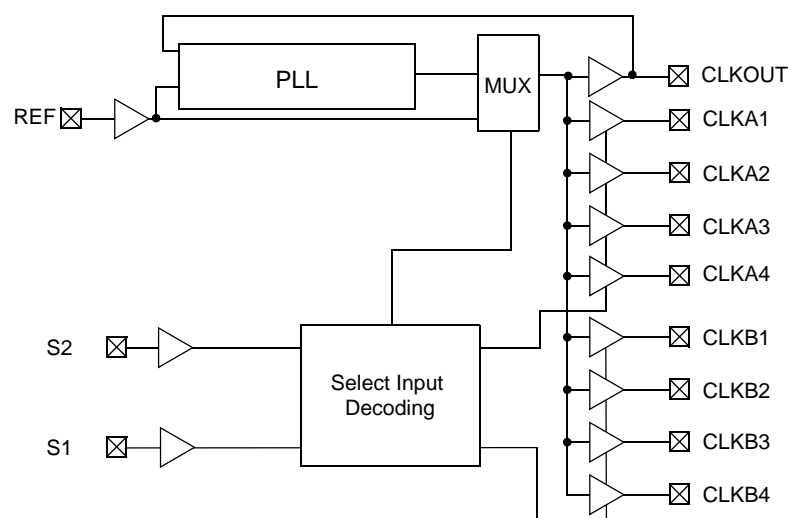 PLL
MUX
REF
CLKOUT
CLKA1
CLKA2
CLKA3
CLKA4
S2
Select Input
Decoding
S1
CLKB1
CLKB2
CLKB3
CLKB4